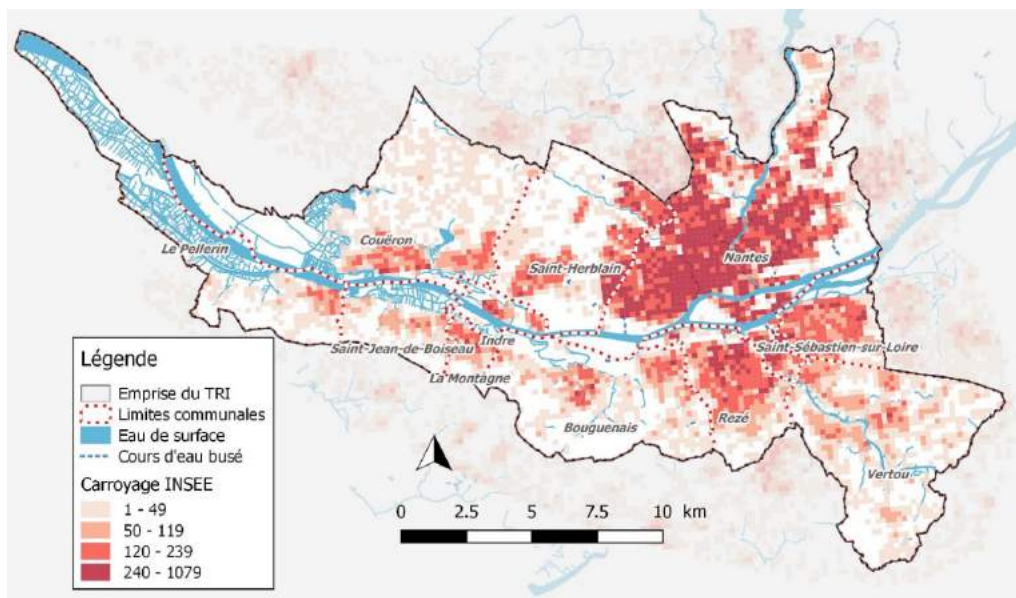 Le Pellerin
Couëron
Saint-Herblain
Nantes
Saint-Jean-de-Boiseau
Indre
La Montagne
Bouguenais
Rezé
Saint-Sébastien-sur-Loire
Vertou
Légende
Emprise du TRI
Limites communales
Eau de surface
Cours d'eau busé
Carroyage INSEE
1 - 49
50 - 119
120 - 239
240 - 1079
0 2.5 5 7.5 10 km